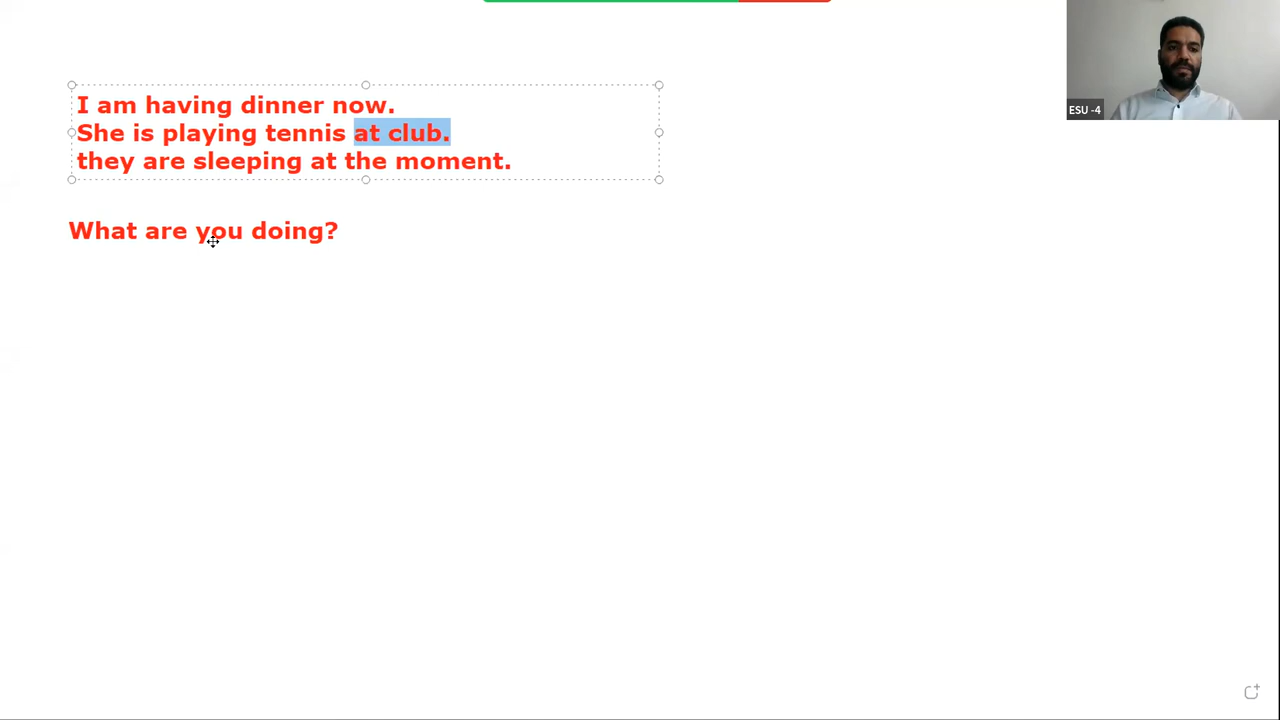 I am having dinner now.
She is playing tennis at club.
they are sleeping at the moment.
What are you doing?
ESU -4